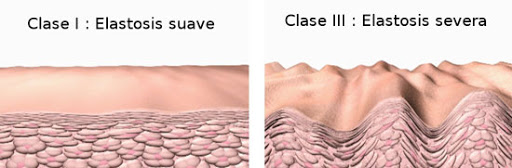 Clase I : Elastosis suave
Clase III : Elastosis severa